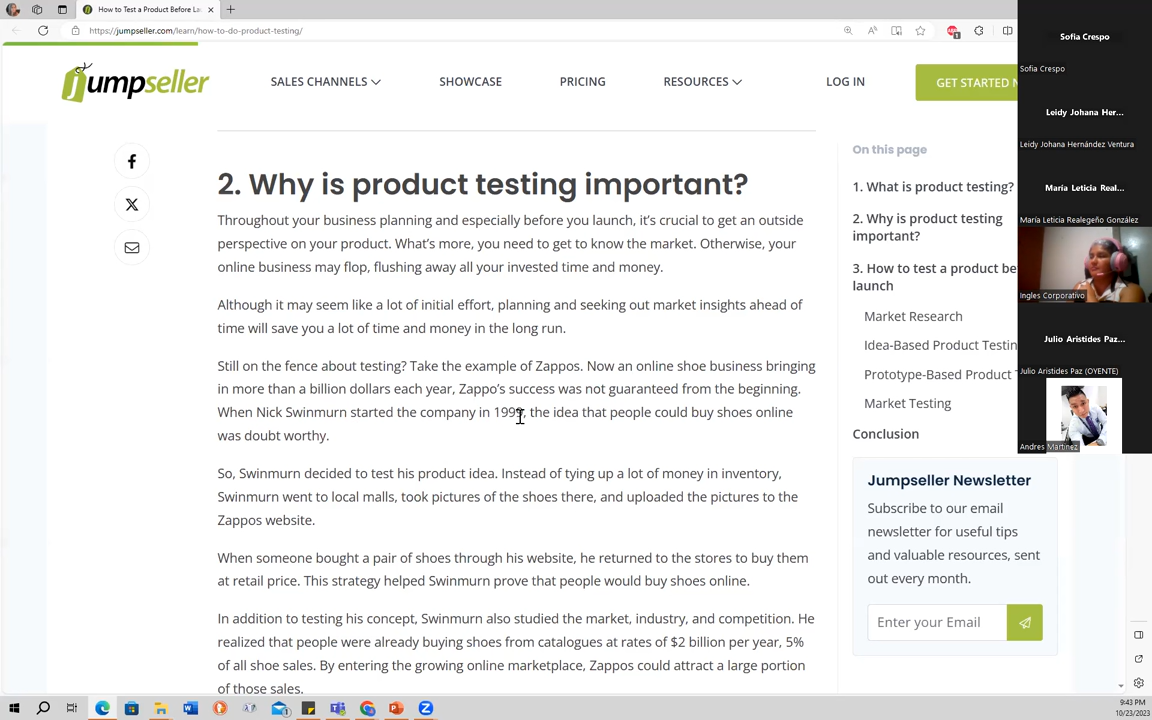 How to Test a Product Before La
https://jumpseller.com/learn/how-to-do-product-testing/
jumpseller
SALES CHANNELS
SHOWCASE
PRICING
RESOURCES
LOG IN
GET STARTED N
2. Why is product testing important?
Throughout your business planning and especially before you launch, it's crucial to get an outside
perspective on your product. What's more, you need to get to know the market. Otherwise, your
online business may flop, flushing away all your invested time and money.
Although it may seem like a lot of initial effort, planning and seeking out market insights ahead of
time will save you a lot of time and money in the long run.
Still on the fence about testing? Take the example of Zappos. Now an online shoe business bringing
in more than a billion dollars each year, Zappo's success was not guaranteed from the beginning.
When Nick Swinmurn started the company in 1999, the idea that people could buy shoes online
was doubt worthy.
So, Swinmurn decided to test his product idea. Instead of tying up a lot of money in inventory,
Swinmurn went to local malls, took pictures of the shoes there, and uploaded the pictures to the
Zappos website.
When someone bought a pair of shoes through his website, he returned to the stores to buy them
at retail price. This strategy helped Swinmurn prove that people would buy shoes online.
In addition to testing his concept, Swinmurn also studied the market, industry, and competition. He
realized that people were already buying shoes from catalogues at rates of $2 billion per year, 5%
of all shoe sales. By entering the growing online marketplace, Zappos could attract a large portion
of those sales.
On this page
1. What is product testing?
2. Why is product testing
important?
3. How to test a product be
launch
Market Research
Idea-Based Product Testin
Prototype-Based Product
Market Testing
Conclusion
Jumpseller Newsletter
Subscribe to our email
newsletter for useful tips
and valuable resources, sent
out every month.
Enter your Email
Sofia Crespo
Sofia Crespo
Leidy Johana Her...
Leidy Johana Hernández Ventura
María Leticia Real...
María Leticia Realegeño González
Ingles Corporativo
Julio Aristides Paz...
Julio Aristides Paz (OYENTE)
Andres Martinez
9:43 PM
10/23/2023